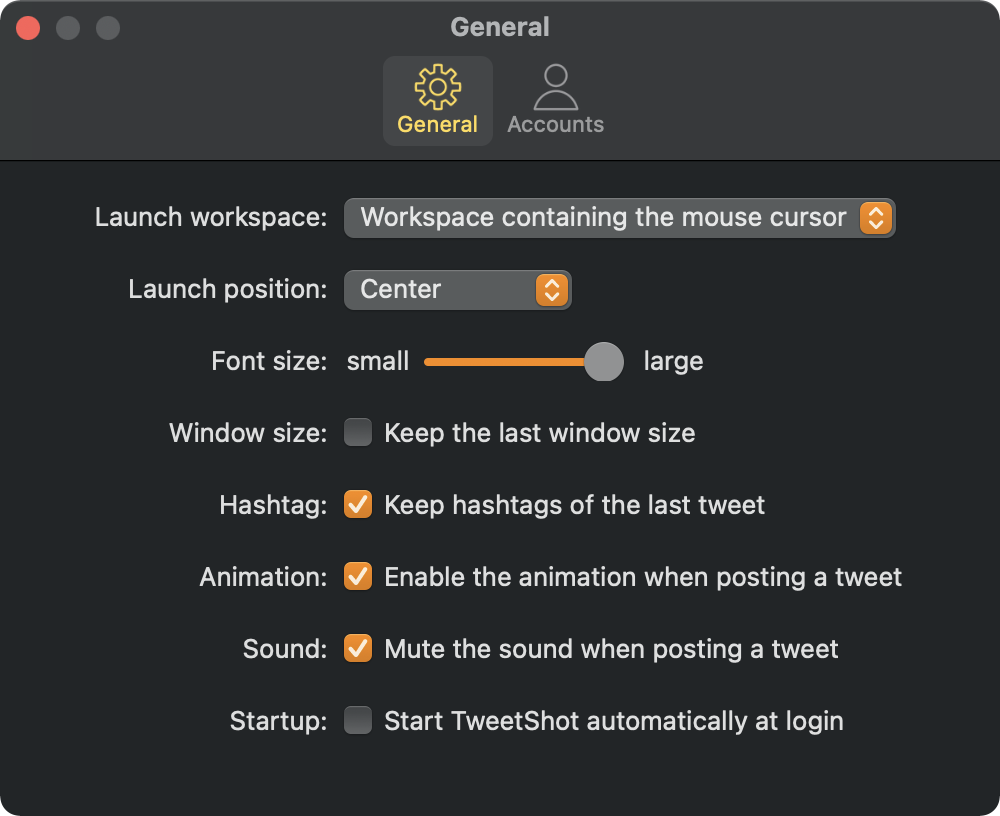 General
General
Accounts
Launch workspace: Workspace containing the mouse cursor
Launch position: Center
Font size: small large
Window size: Keep the last window size
Hashtag: Keep hashtags of the last tweet
Animation: Enable the animation when posting a tweet
Sound: Mute the sound when posting a tweet
Startup: Start TweetShot automatically at login